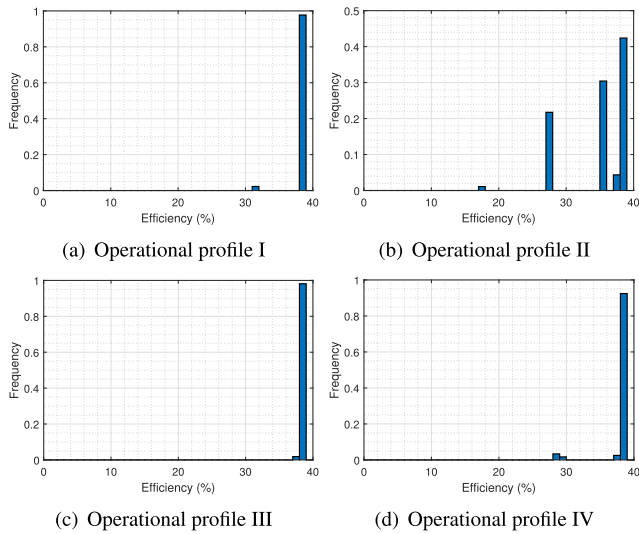 1
0.8
0.6
0.4
0.2
0
Frequency
0 10 20 30 40
Efficiency (%)
(a) Operational profile I
0.5
0.4
0.3
0.2
0.1
0
Frequency
0 10 20 30 40
Efficiency (%)
(b) Operational profile II
1
0.8
0.6
0.4
0.2
0
Frequency
0 10 20 30 40
Efficiency (%)
(c) Operational profile III
1
0.8
0.6
0.4
0.2
0
Frequency
0 10 20 30 40
Efficiency (%)
(d) Operational profile IV